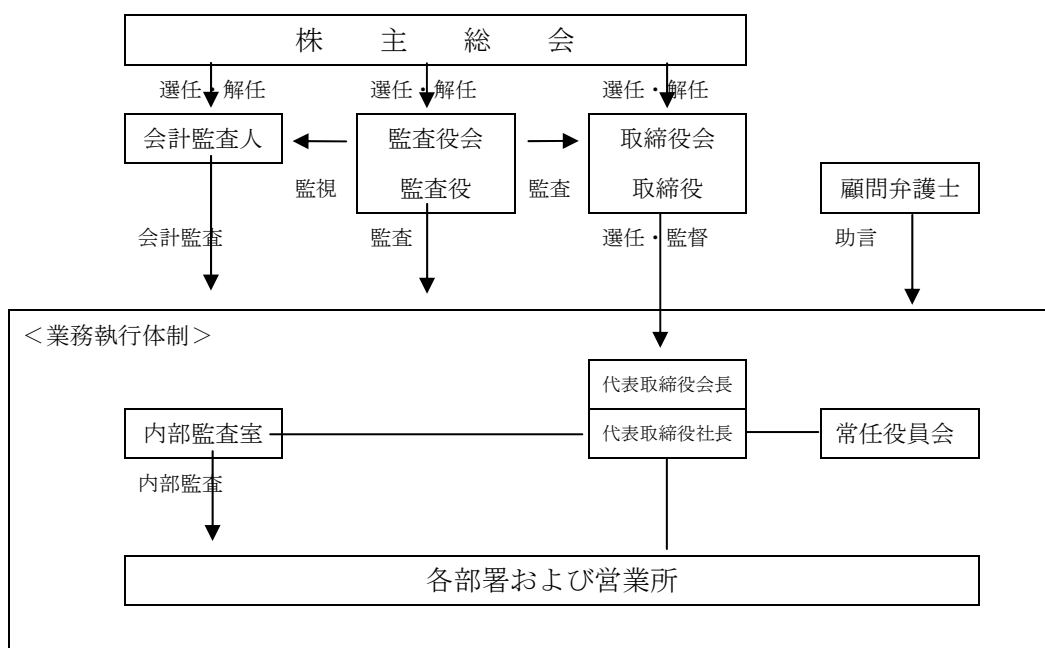 株 主 総 会
選任・解任
選任・解任
選任・解任
会計監査人
監査役会
監査役
取締役会
取締役
監視
監査
顧問弁護士
会計監査
監査
選任・監督
助言
＜業務執行体制＞
代表取締役会長
内部監査室
代表取締役社長
常任役員会
内部監査
各部署および営業所